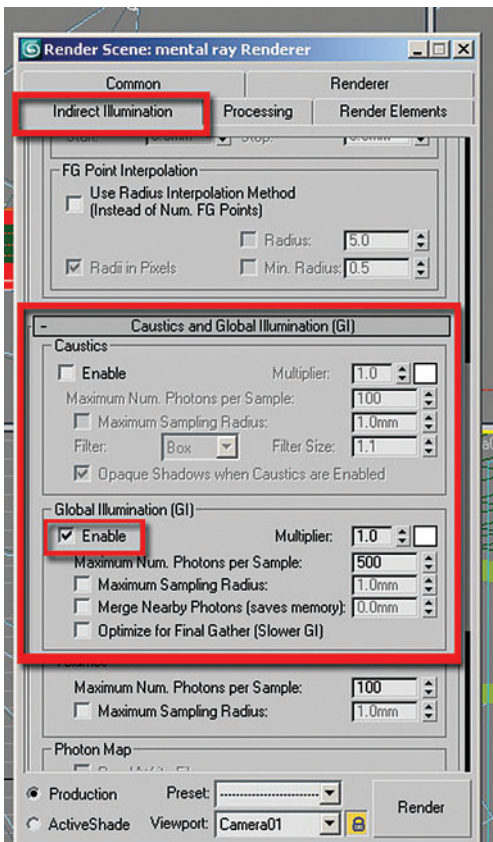 Render Scene: mental ray Renderer
Common Renderer
Indirect Illumination Processing Render Elements
Start: 0.0mm Stop: 0.0mm
FG Point Interpolation
Use Radius Interpolation Method
(Instead of Num. FG Points)
Radius: 5.0
Radii in Pixels Min. Radius: 0.5
- Caustics and Global Illumination (GI)
Caustics
Enable Multiplier: 1.0
Maximum Num. Photons per Sample: 100
Maximum Sampling Radius: 1.0mm
Filter: Box Filter Size: 1.1
Opaque Shadows when Caustics are Enabled
Global Illumination (GI)
Enable Multiplier: 1.0
Maximum Num. Photons per Sample: 500
Maximum Sampling Radius: 1.0mm
Merge Nearby Photons (saves memory): 0.0mm
Optimize for Final Gather (Slower GI)
Volumes
Maximum Num. Photons per Sample: 100
Maximum Sampling Radius: 1.0mm
Photon Map
Production Preset: --------------------
ActiveShade Viewport: Camera01
Render